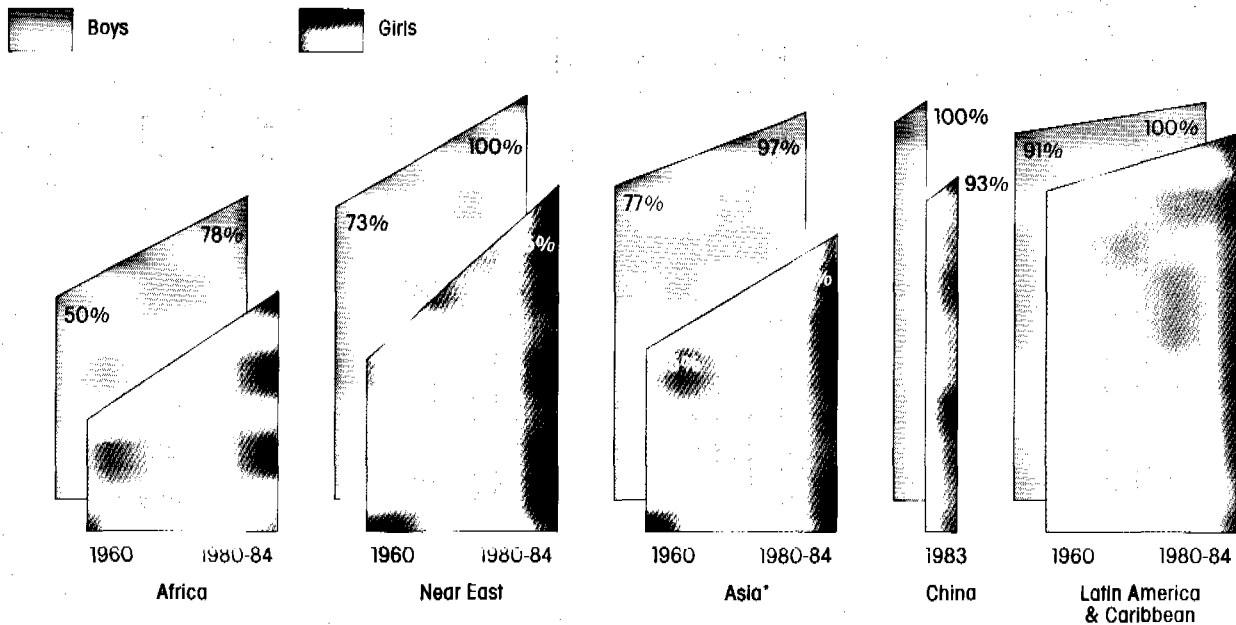 Boys
Girls
50%
78%
73%
100%
77%
97%
100%
93%
91%
100%
1960 1980-84
1960 1980-84
1960 1980-84
1983
1960 1980-84
Africa
Near East
Asia*
China
Latin America
& Caribbean